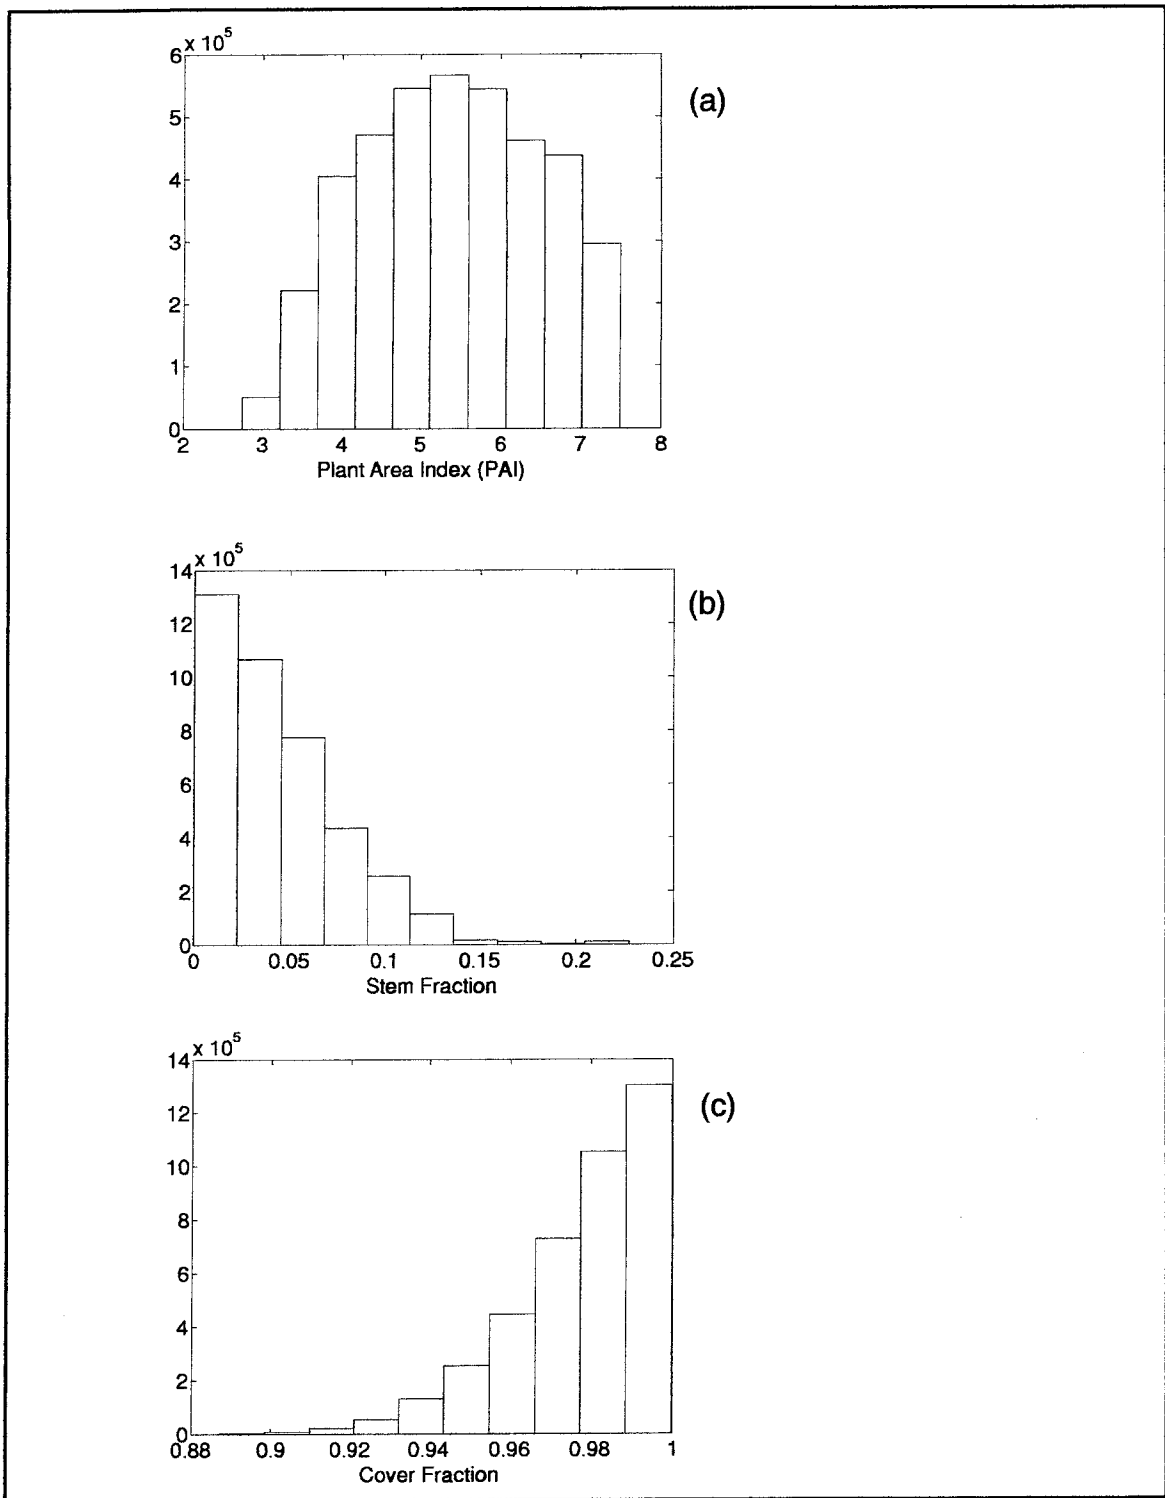 x 10^5
6
5
4
3
2
1
0
2 3 4 5 6 7 8
Plant Area Index (PAI)
(a)
x 10^5
14
12
10
8
6
4
2
0
0 0.05 0.1 0.15 0.2 0.25
Stem Fraction
(b)
x 10^5
14
12
10
8
6
4
2
0
0.88 0.9 0.92 0.94 0.96 0.98 1
Cover Fraction
(c)